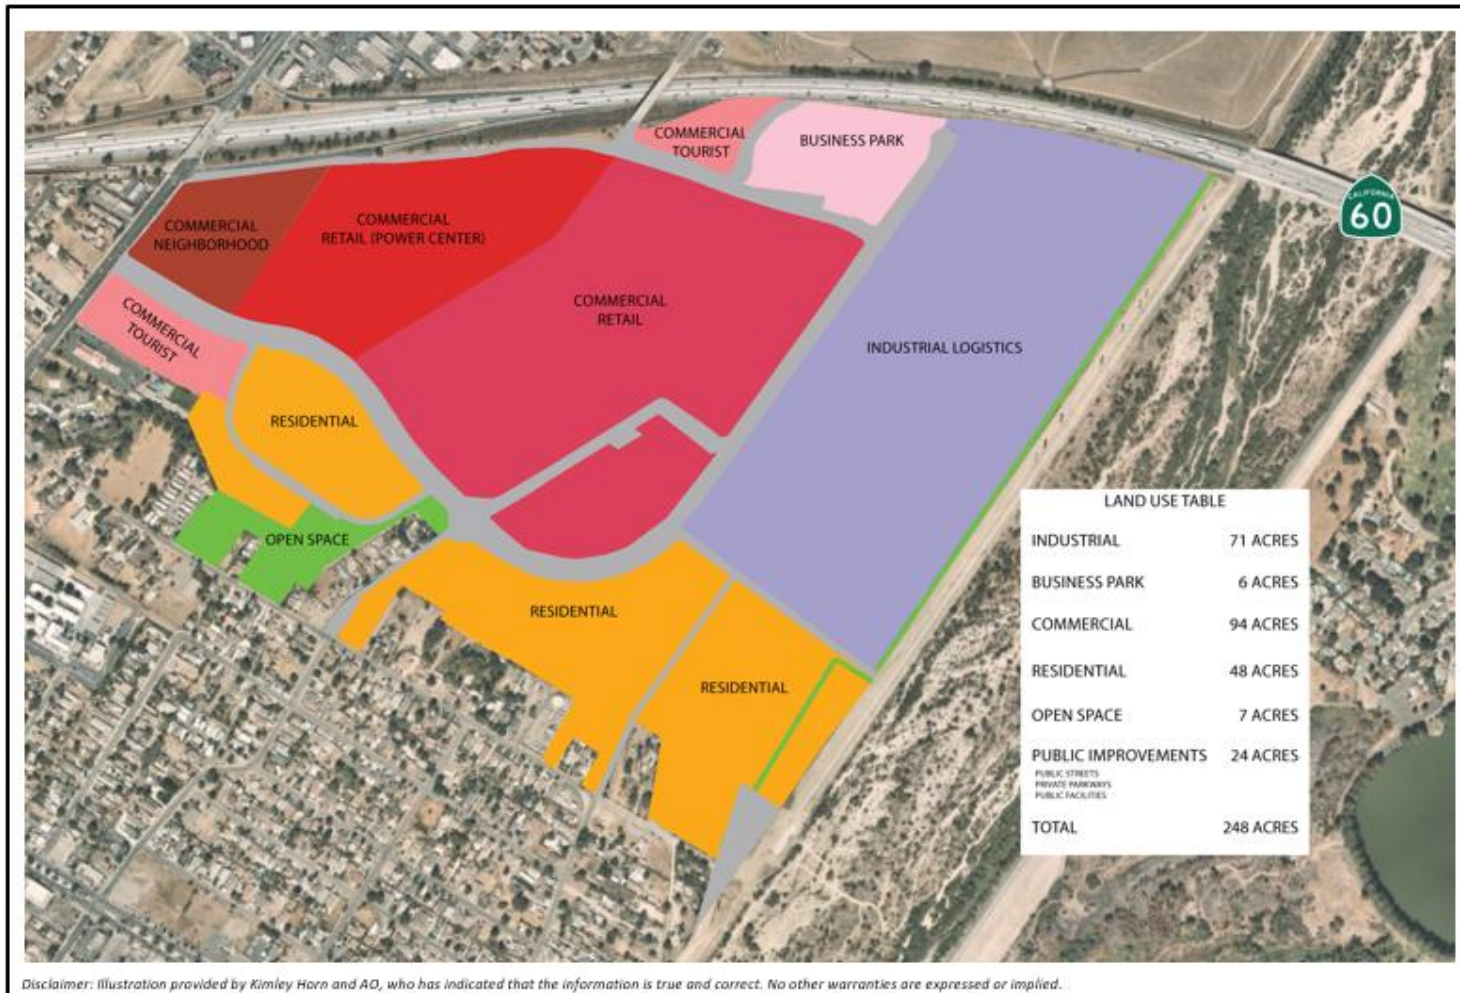 COMMERCIAL
TOURIST
BUSINESS PARK
CALIFORNIA
60
COMMERCIAL
NEIGHBORHOOD
COMMERCIAL
RETAIL (POWER CENTER)
COMMERCIAL
RETAIL
COMMERCIAL
TOURIST
INDUSTRIAL LOGISTICS
RESIDENTIAL
OPEN SPACE
RESIDENTIAL
RESIDENTIAL
LAND USE TABLE
INDUSTRIAL 71 ACRES
BUSINESS PARK 6 ACRES
COMMERCIAL 94 ACRES
RESIDENTIAL 48 ACRES
OPEN SPACE 7 ACRES
PUBLIC IMPROVEMENTS 24 ACRES
PUBLIC STREETS
PRIVATE PARKWAYS
PUBLIC FACILITIES
TOTAL 248 ACRES
Disclaimer: Illustration provided by Kimley Horn and AO, who has indicated that the information is true and correct. No other warranties are expressed or implied.